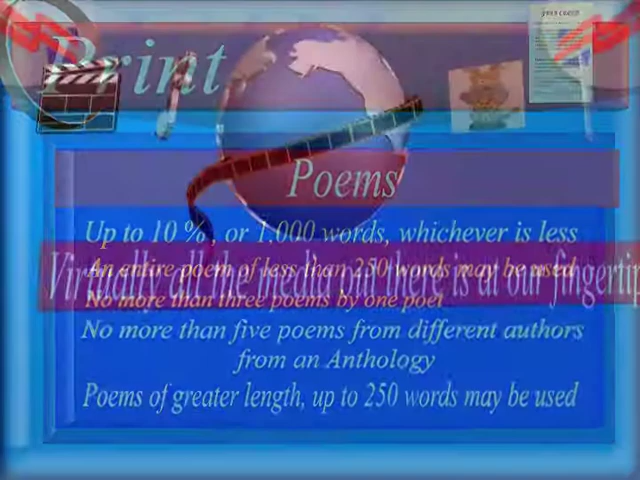 Print
Poems
Up to 10 %, or 1,000 words, whichever is less
An entire poem of less than 250 words may be used
Virtually all the media out there is at our fingertip
No more than three poems by one poet
No more than five poems from different authors
from an Anthology
Poems of greater length, up to 250 words may be used